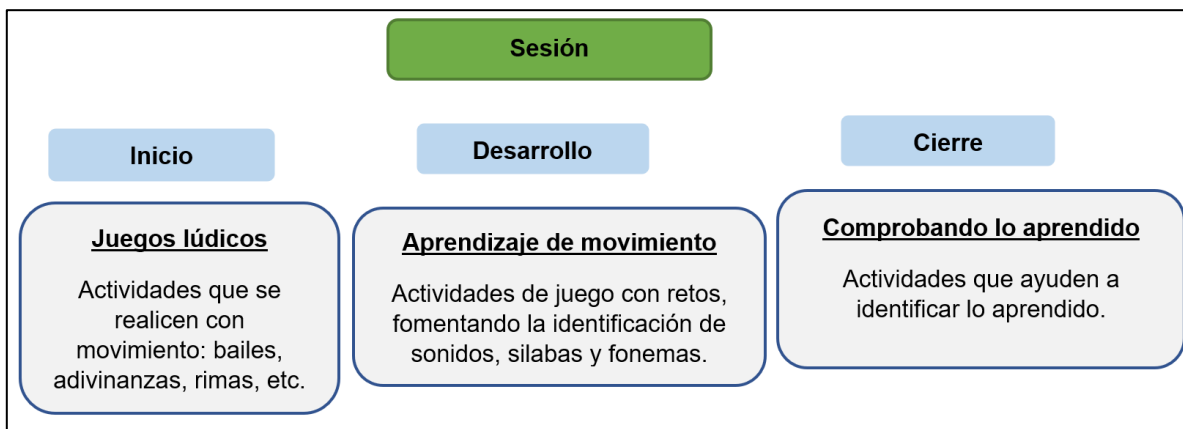 Sesión
Inicio
Desarrollo
Cierre
Juegos lúdicos
Actividades que se
realicen con
movimiento: bailes,
adivinanzas, rimas, etc.
Aprendizaje de movimiento
Actividades de juego con retos,
fomentando la identificación de
sonidos, silabas y fonemas.
Comprobando lo aprendido
Actividades que ayuden a
identificar lo aprendido.